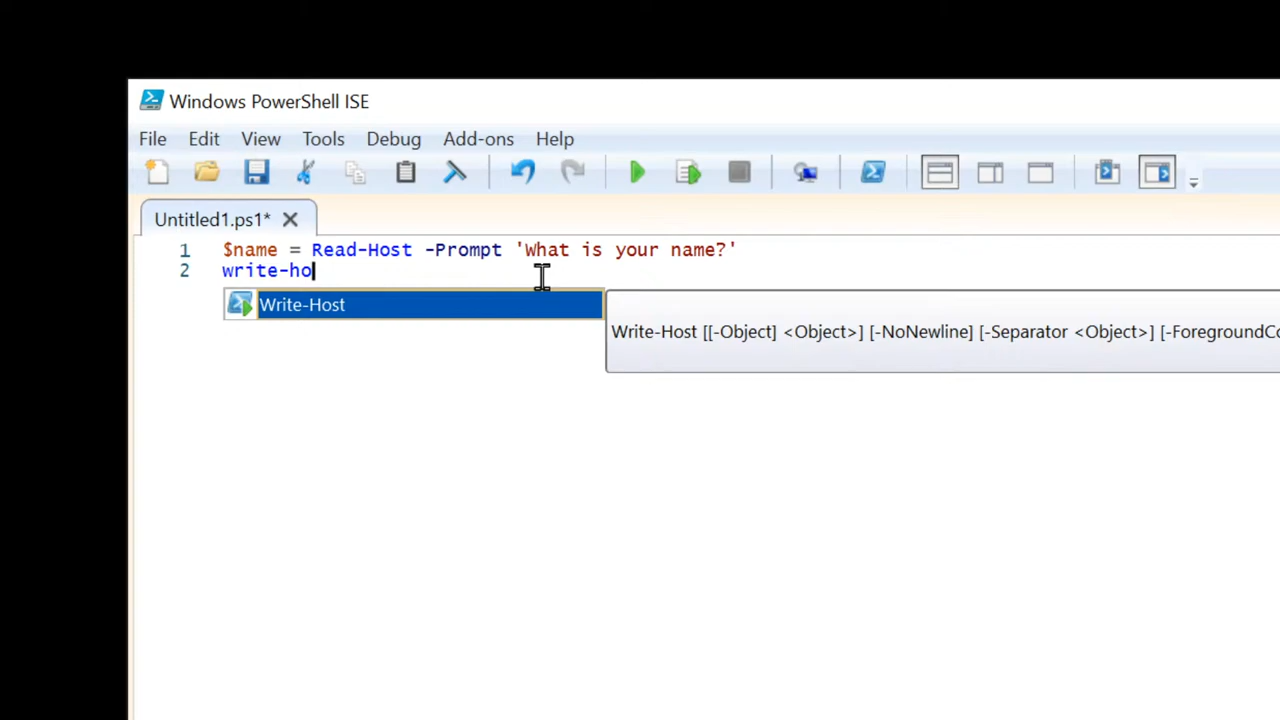 Windows PowerShell ISE
File Edit View Tools Debug Add-ons Help
Untitled1.ps1*
1 $name = Read-Host -Prompt 'What is your name?'
2 write-ho
Write-Host
Write-Host [[-Object] <Object>] [-NoNewline] [-Separator <Object>] [-ForegroundCo